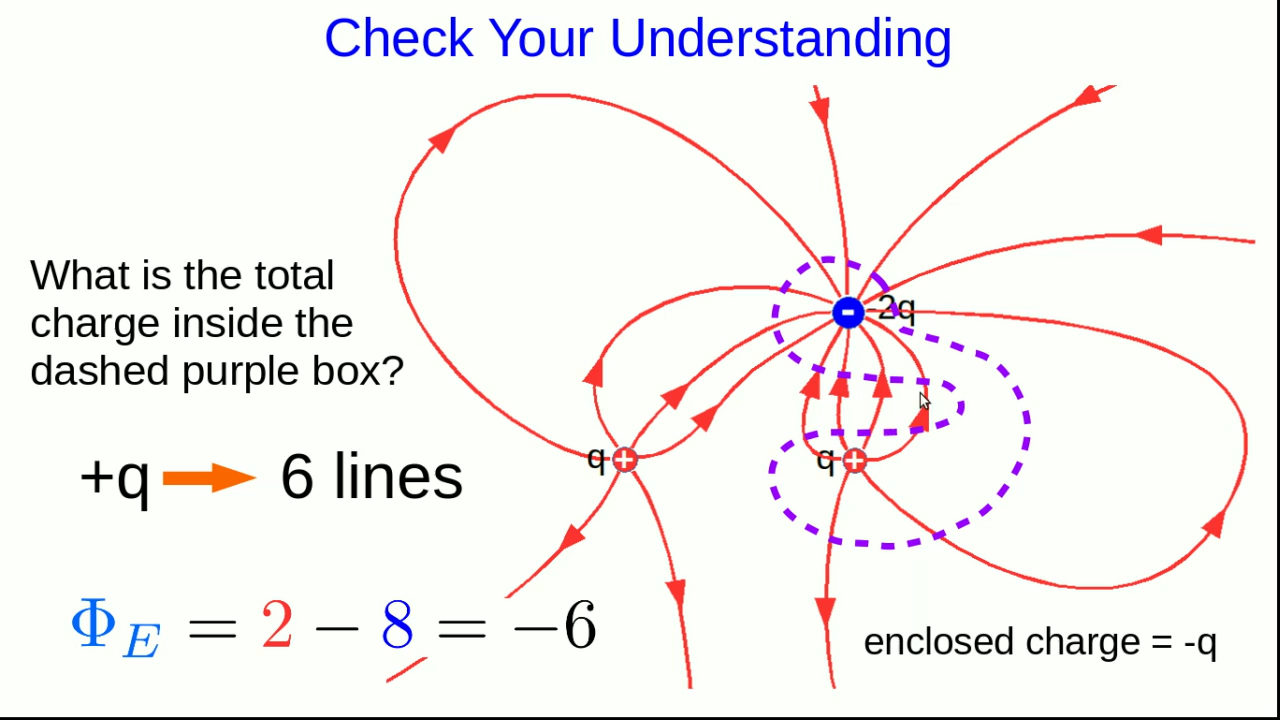 Check Your Understanding
What is the total
charge inside the
dashed purple box?
-2q
q
+
q
+
-
+q 6 lines
Φ_E = 2 − 8 = −6
enclosed charge = -q